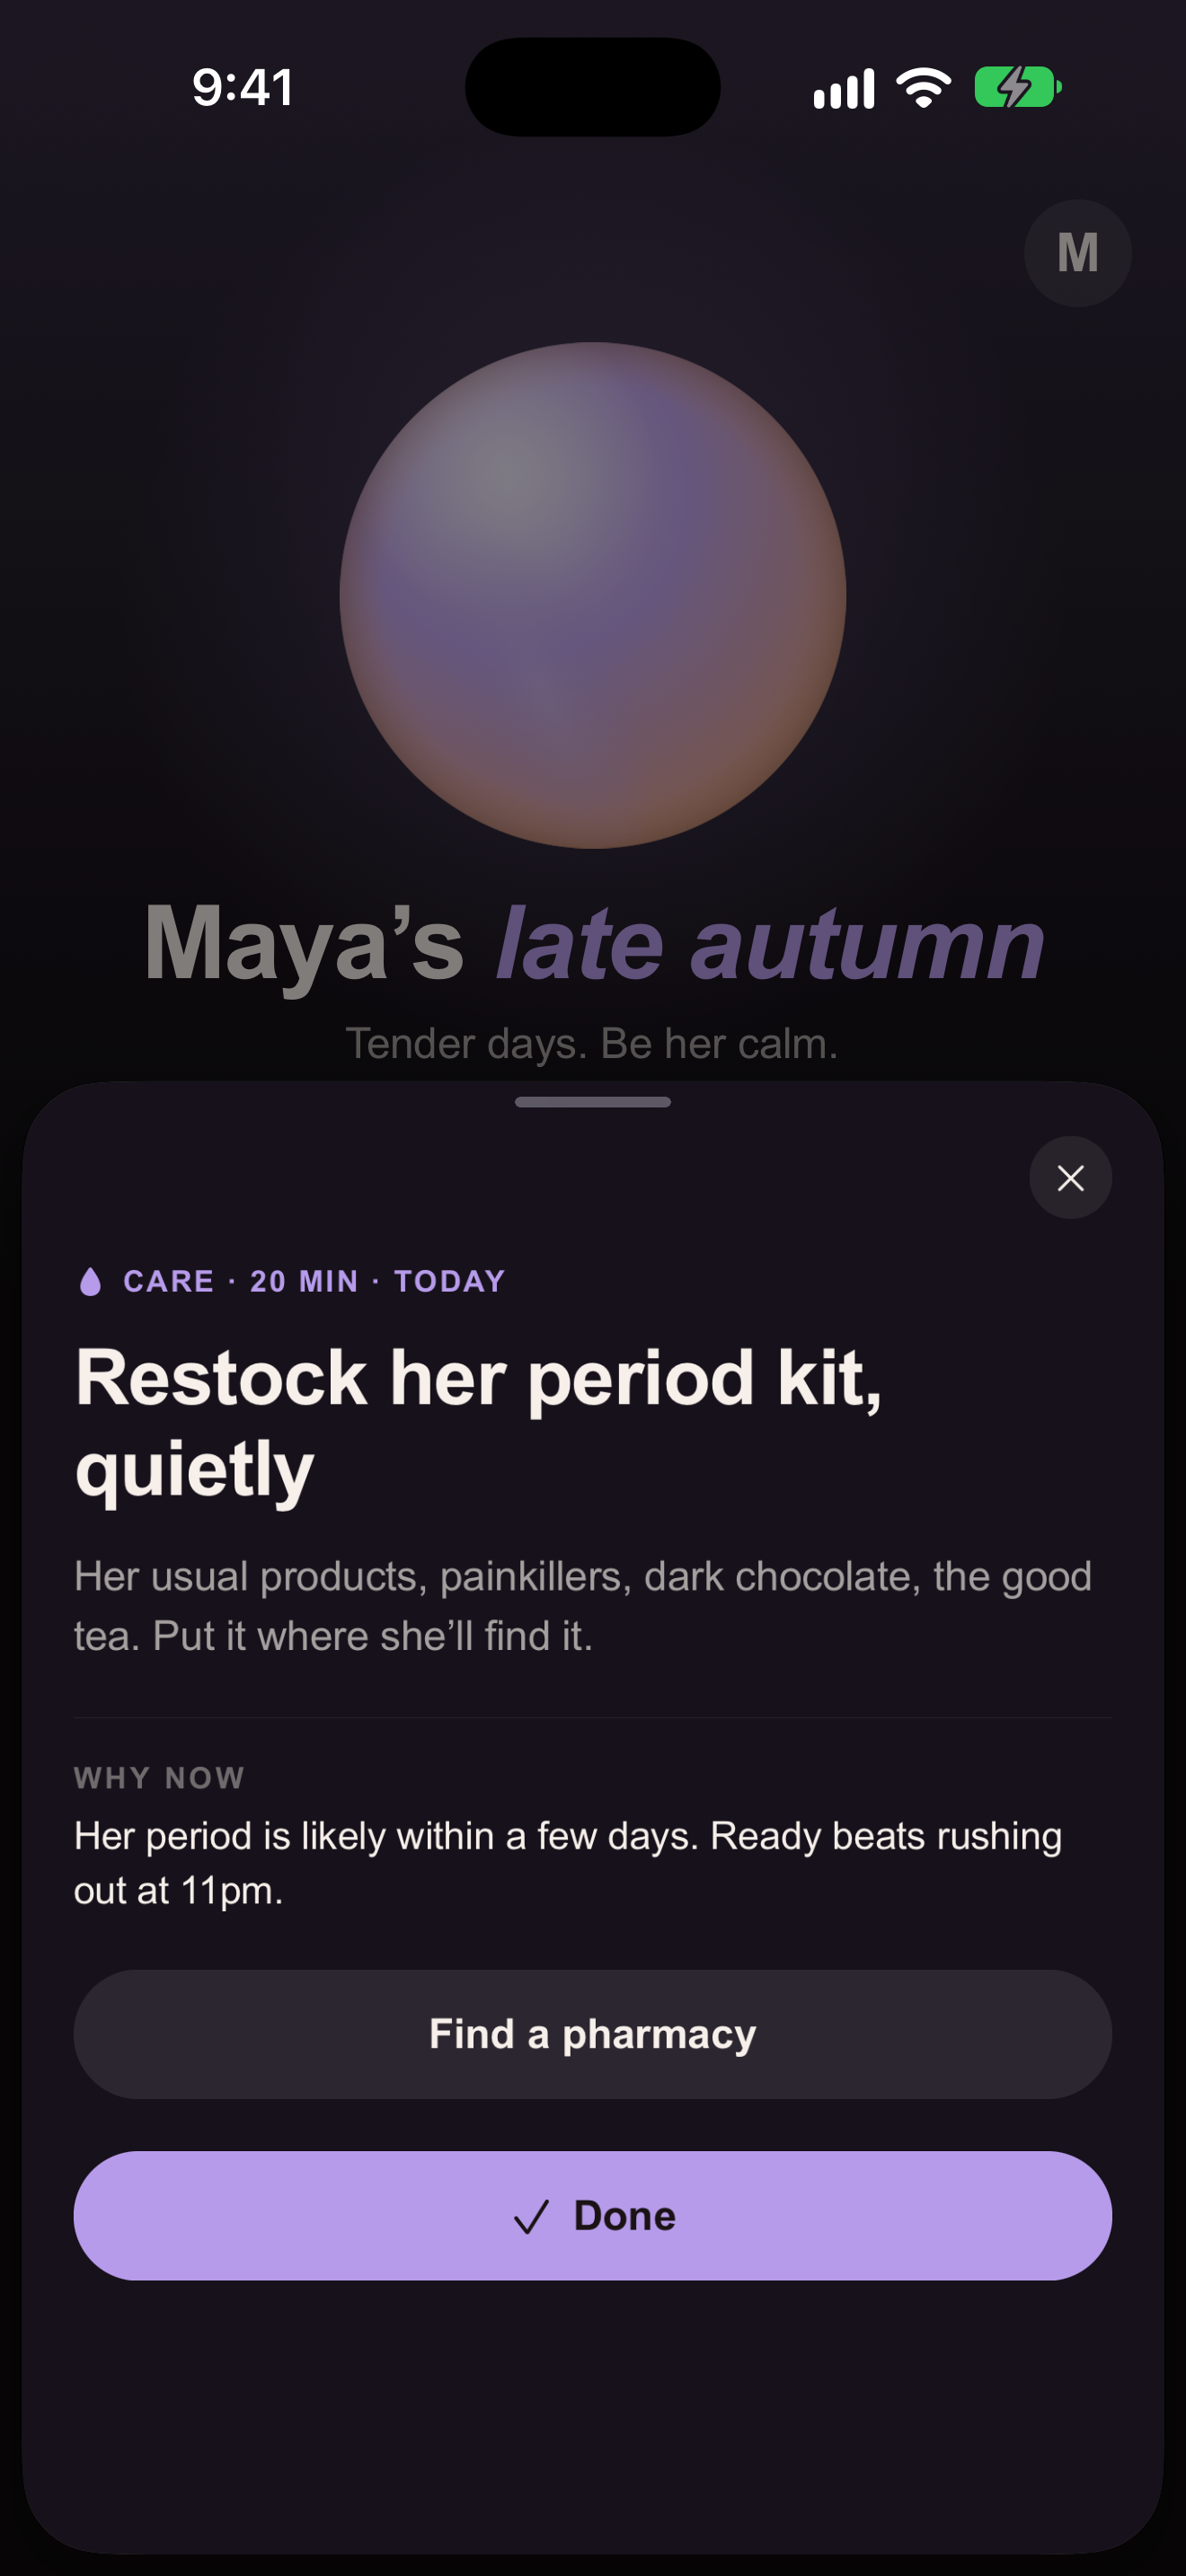 9:41
M
Maya’s late autumn
Tender days. Be her calm.
CARE · 20 MIN · TODAY
Restock her period kit,
quietly
Her usual products, painkillers, dark chocolate, the good
tea. Put it where she’ll find it.
WHY NOW
Her period is likely within a few days. Ready beats rushing
out at 11pm.
Find a pharmacy
Done